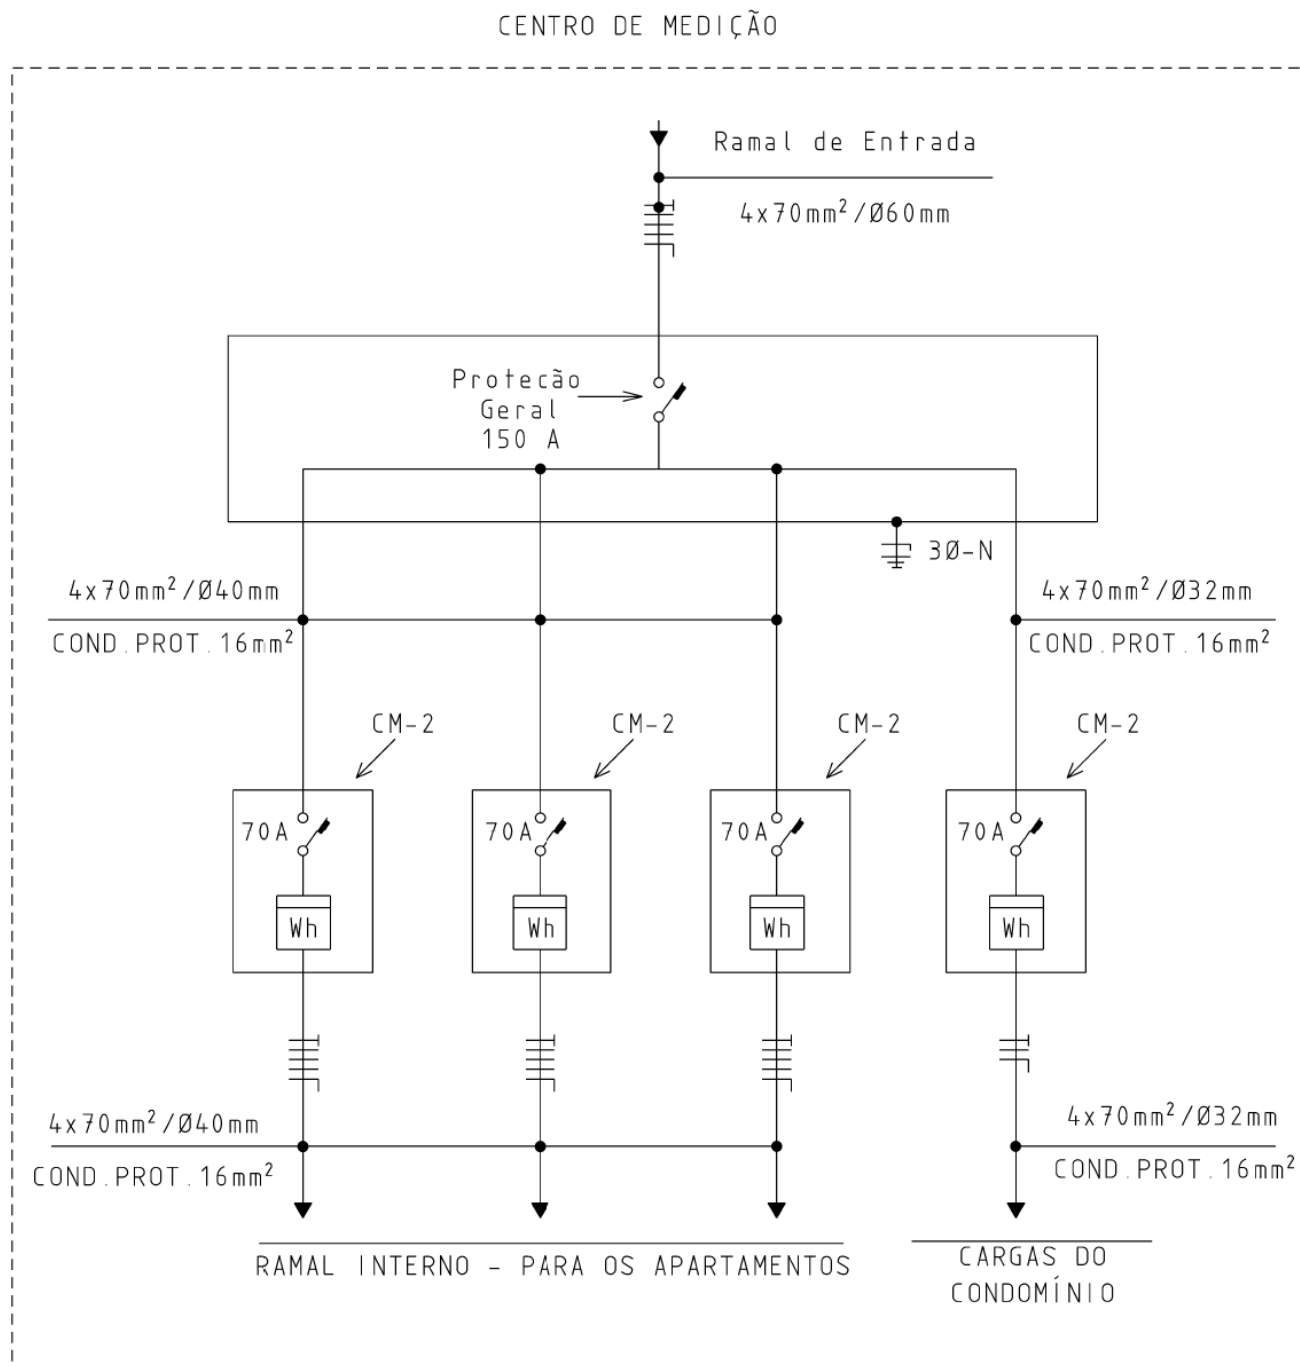 CENTRO DE MEDIÇÃO
Ramal de Entrada
4x70mm²/Ø60mm
Protecão
Geral
150 A
3Ø-N
4x70mm²/Ø40mm
COND.PROT.16mm²
4x70mm²/Ø32mm
COND.PROT.16mm²
CM-2
CM-2
CM-2
CM-2
70A
70A
70A
70A
Wh
Wh
Wh
Wh
4x70mm²/Ø40mm
COND.PROT.16mm²
4x70mm²/Ø32mm
COND.PROT.16mm²
RAMAL INTERNO - PARA OS APARTAMENTOS
CARGAS DO
CONDOMÍNIO